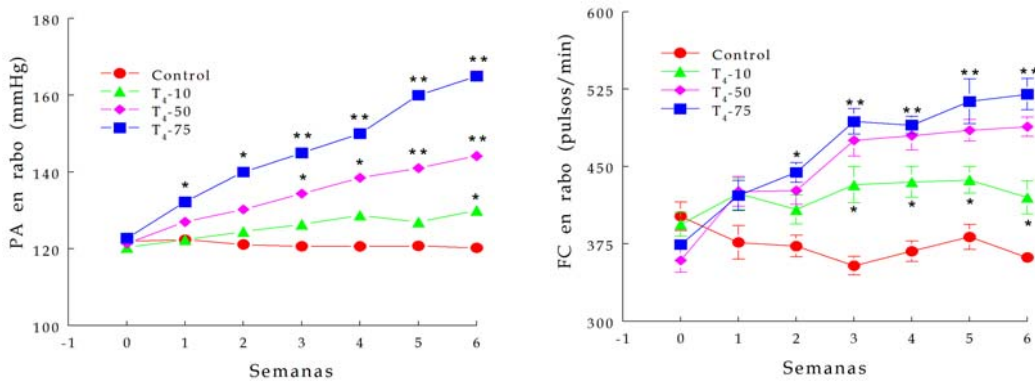 PA en rabo (mmHg)
180
160
140
120
100
-1 0 1 2 3 4 5 6
Semanas
Control
T4-10
T4-50
T4-75
* * * ** ** ** **
* * ** **
*
FC en rabo (pulsos/min)
600
525
450
375
300
-1 0 1 2 3 4 5 6
Semanas
Control
T4-10
T4-50
T4-75
* ** ** ** **
* * * *